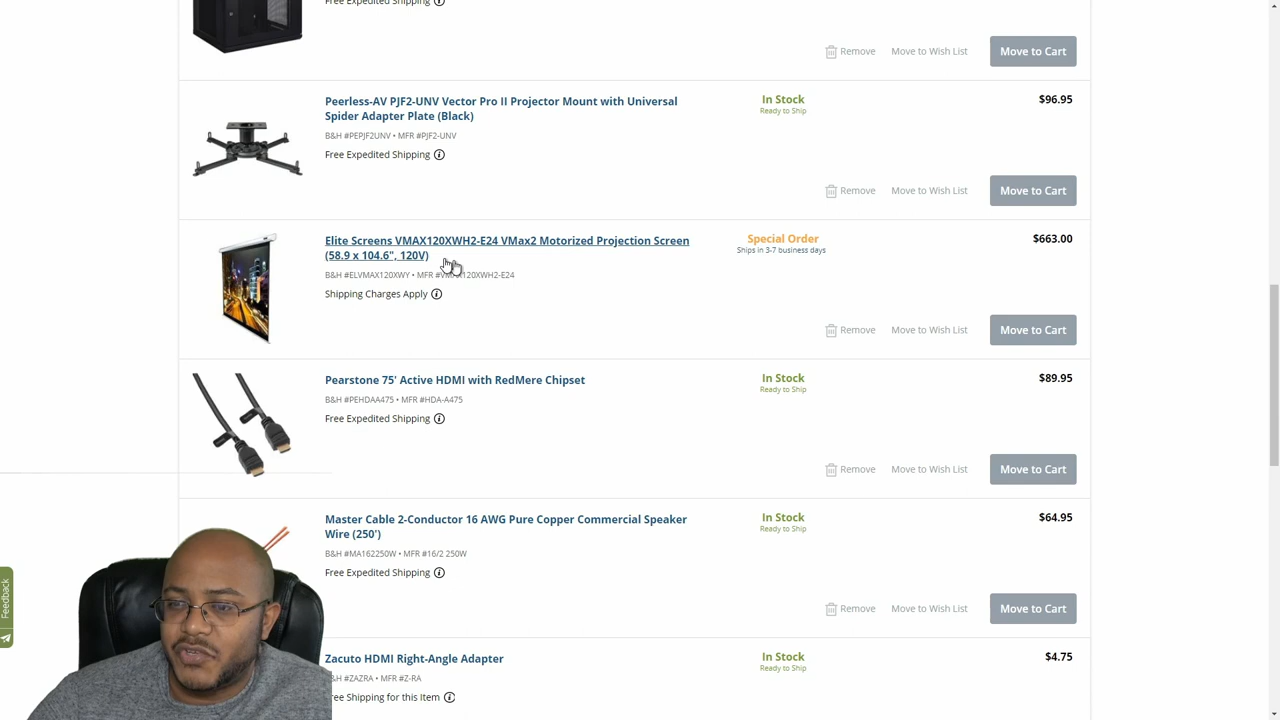 Free Expedited Shipping
Remove
Move to Wish List
Move to Cart
Peerless-AV PJF2-UNV Vector Pro II Projector Mount with Universal
Spider Adapter Plate (Black)
B&H #PEPJF2UNV • MFR #PJF2-UNV
Free Expedited Shipping
In Stock
Ready to Ship
$96.95
Remove
Move to Wish List
Move to Cart
Elite Screens VMAX120XWH2-E24 VMax2 Motorized Projection Screen
(58.9 x 104.6", 120V)
B&H #ELVMAX120XWY • MFR #VM 120XWH2-E24
Shipping Charges Apply
Special Order
Ships in 3-7 business days
$663.00
Remove
Move to Wish List
Move to Cart
Pearstone 75' Active HDMI with RedMere Chipset
B&H #PEHDAA475 • MFR #HDA-A475
Free Expedited Shipping
In Stock
Ready to Ship
$89.95
Remove
Move to Wish List
Move to Cart
Master Cable 2-Conductor 16 AWG Pure Copper Commercial Speaker
Wire (250')
B&H #MA162250W • MFR #16/2 250W
Free Expedited Shipping
In Stock
Ready to Ship
$64.95
Remove
Move to Wish List
Move to Cart
Feedback
Zacuto HDMI Right-Angle Adapter
&H #ZAZRA • MFR #Z-RA
ree Shipping for this Item
In Stock
Ready to Ship
$4.75